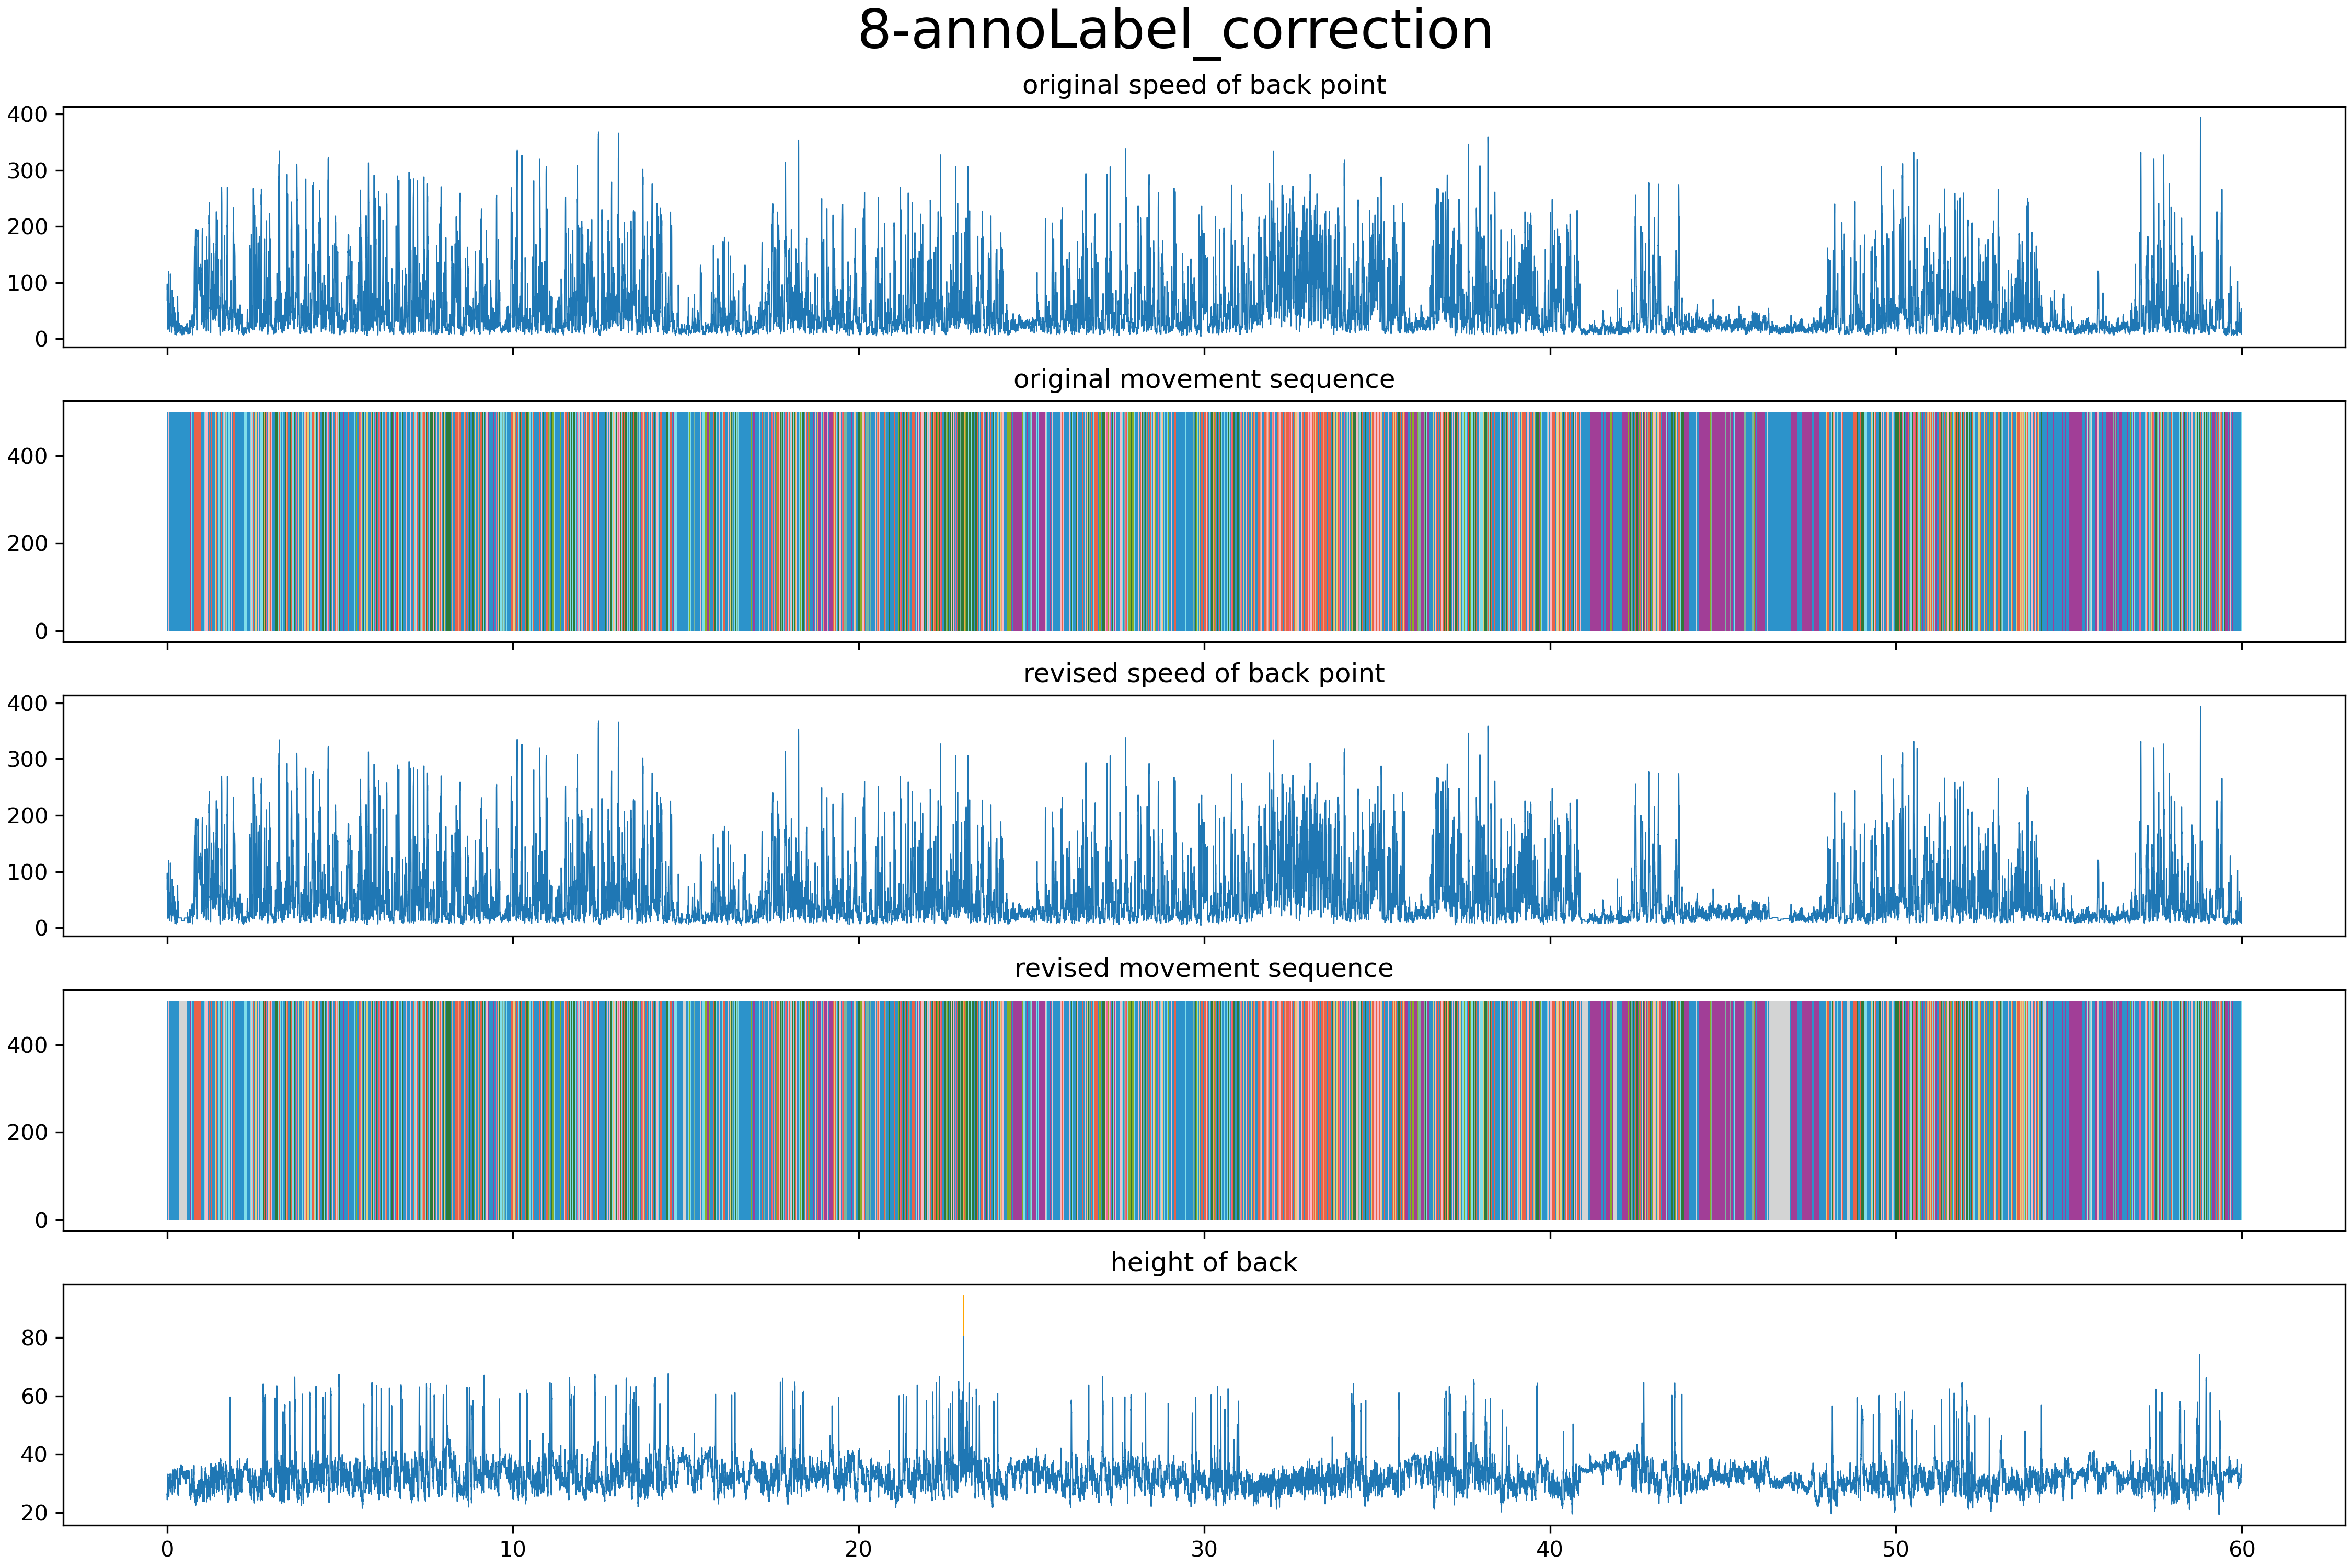 8-annoLabel_correction
original speed of back point
400
300
200
100
0
original movement sequence
400
200
0
revised speed of back point
400
300
200
100
0
revised movement sequence
400
200
0
height of back
80
60
40
20
0 10 20 30 40 50 60